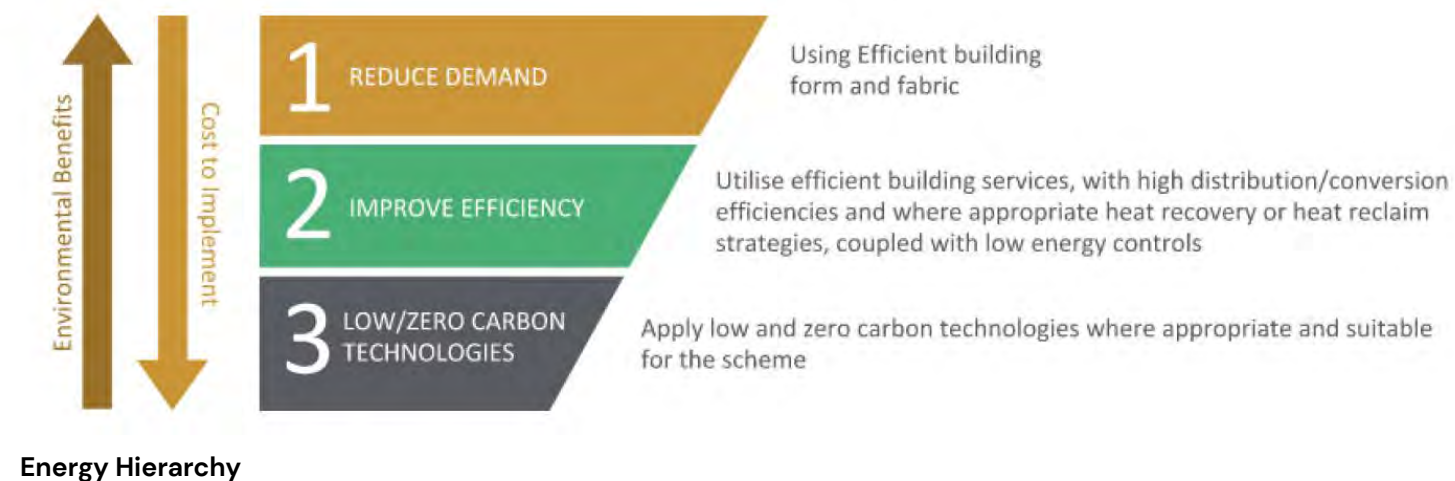 Environmental Benefits
Cost to Implement
1 REDUCE DEMAND
Using Efficient building
form and fabric
2 IMPROVE EFFICIENCY
Utilise efficient building services, with high distribution/conversion
efficiencies and where appropriate heat recovery or heat reclaim
strategies, coupled with low energy controls
3 LOW/ZERO CARBON
TECHNOLOGIES
Apply low and zero carbon technologies where appropriate and suitable
for the scheme
Energy Hierarchy